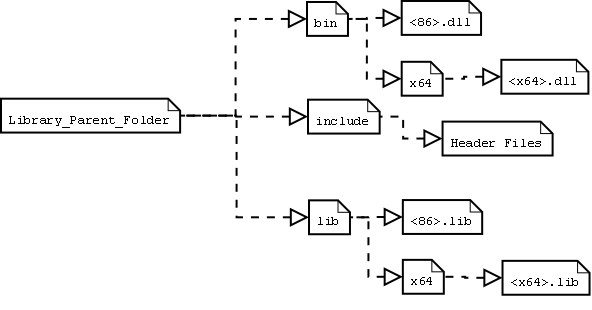 bin
<86>.dll
x64
<x64>.dll
Library_Parent_Folder
include
Header Files
lib
<86>.lib
x64
<x64>.lib